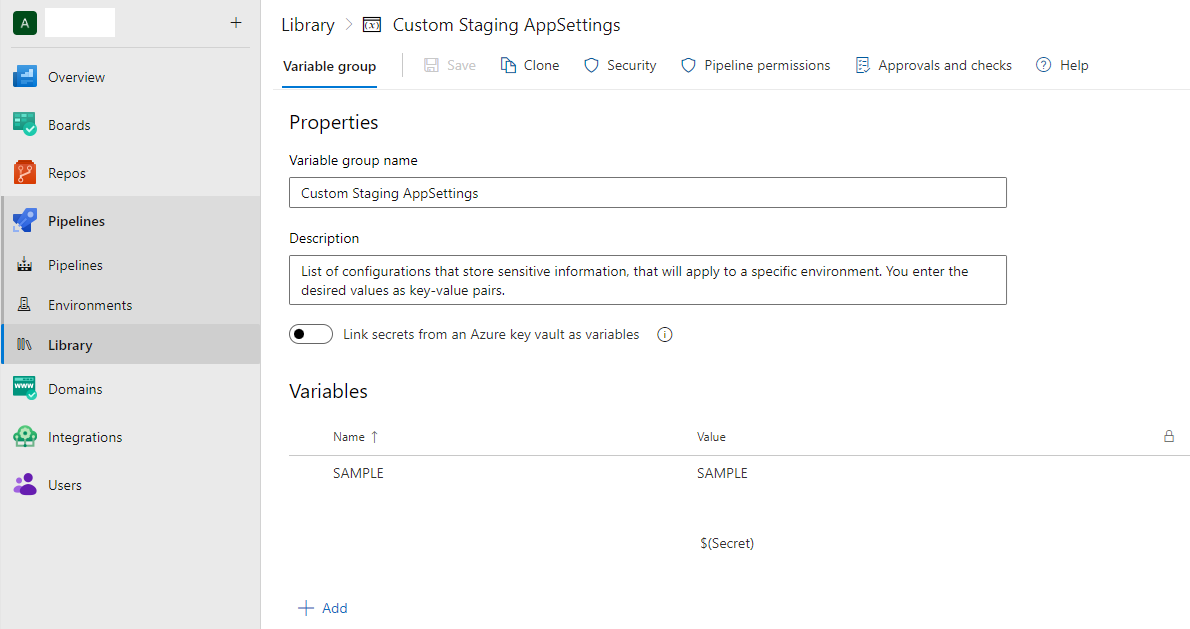 A
+
Library > (x) Custom Staging AppSettings
Variable group
Save
Clone
Security
Pipeline permissions
Approvals and checks
? Help
Overview
Boards
Repos
Pipelines
Pipelines
Environments
Library
www Domains
Integrations
Users
Properties
Variable group name
Custom Staging AppSettings
Description
List of configurations that store sensitive information, that will apply to a specific environment. You enter the
desired values as key-value pairs.
Link secrets from an Azure key vault as variables i
Variables
Name ↑ Value
SAMPLE SAMPLE
$(Secret)
+ Add